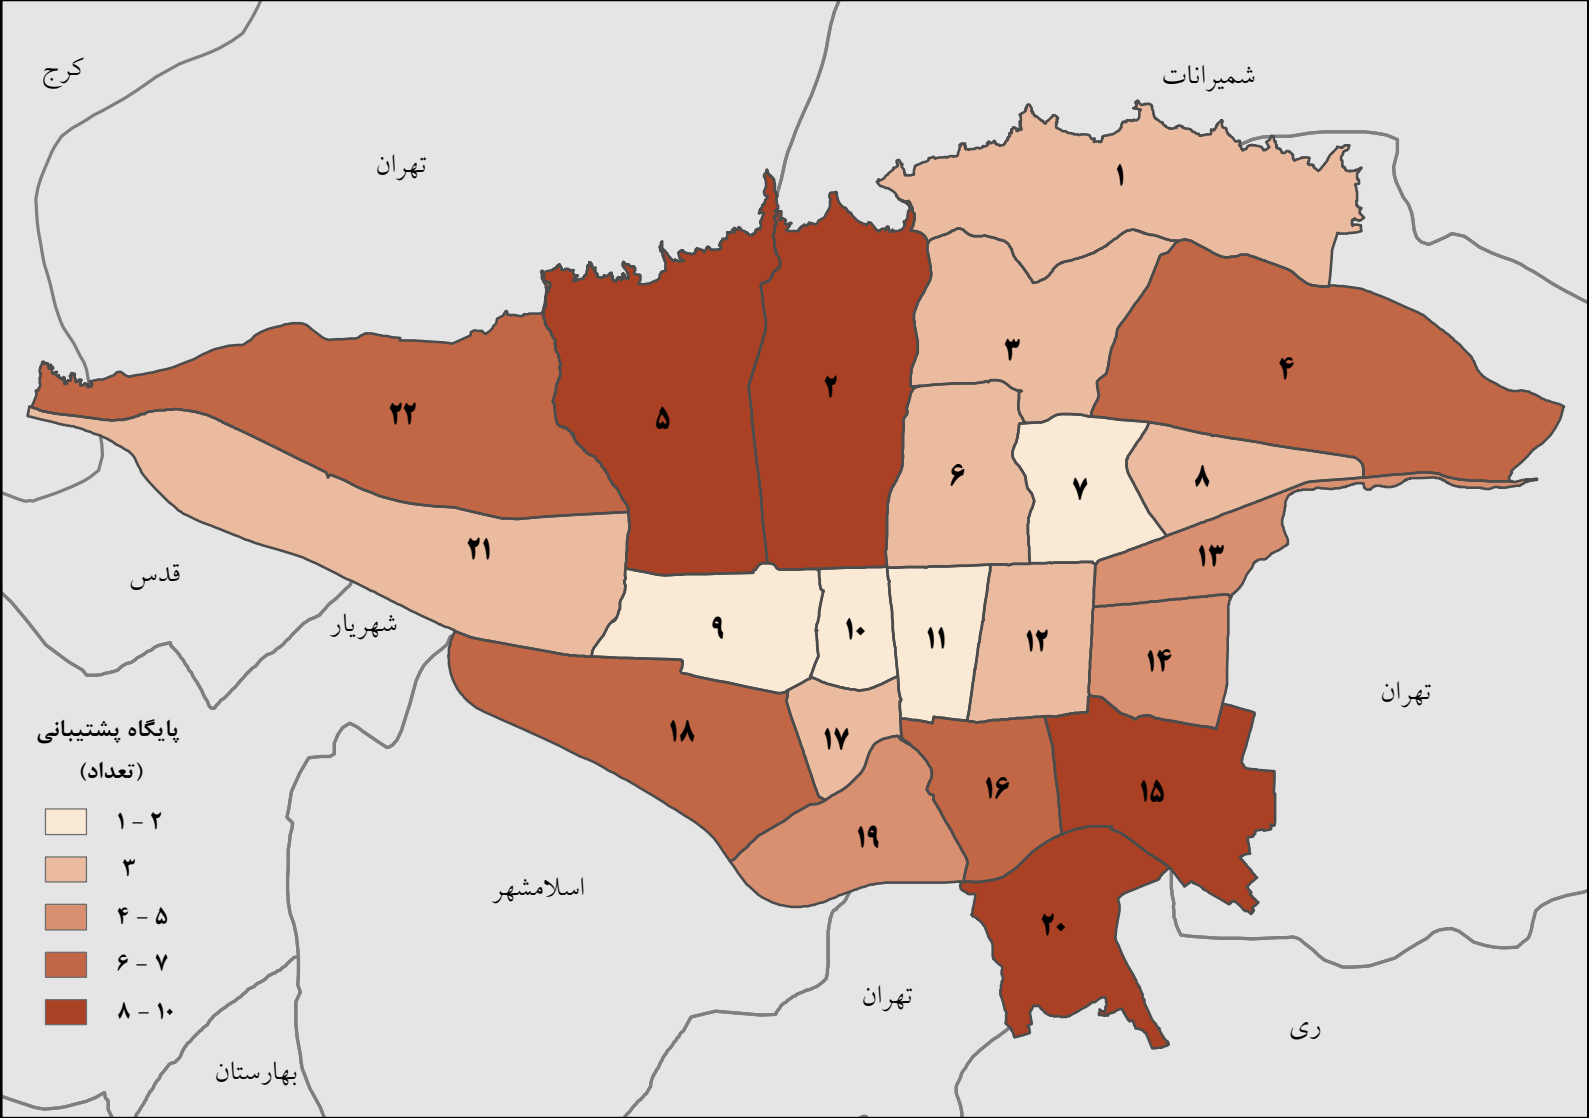 کرج
شمیرانات
تهران
۱
۳
۴
۲
۵
۲۲
۶
۷
۸
۲۱
۱۳
قدس
شهریار
۹
۱۰
۱۱
۱۲
۱۴
تهران
پایگاه پشتیبانی
(تعداد)
۱ - ۲
۳
۴ - ۵
۶ - ۷
۸ - ۱۰
۱۸
۱۷
۱۶
۱۵
۱۹
اسلامشهر
۲۰
تهران
ری
بهارستان